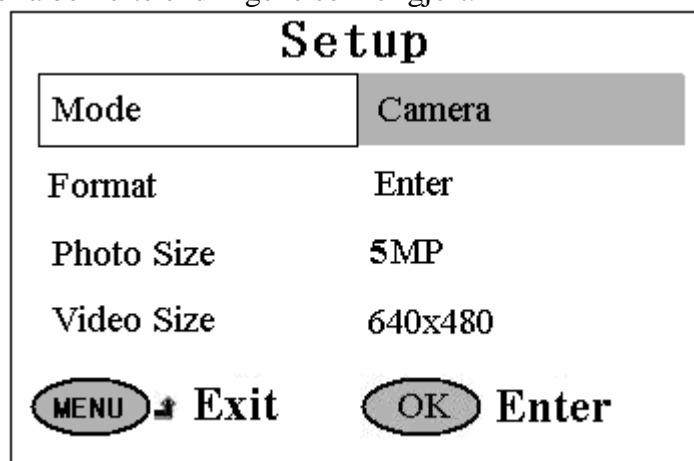 Setup
Mode Camera
Format Enter
Photo Size 5MP
Video Size 640x480
MENU Exit OK Enter